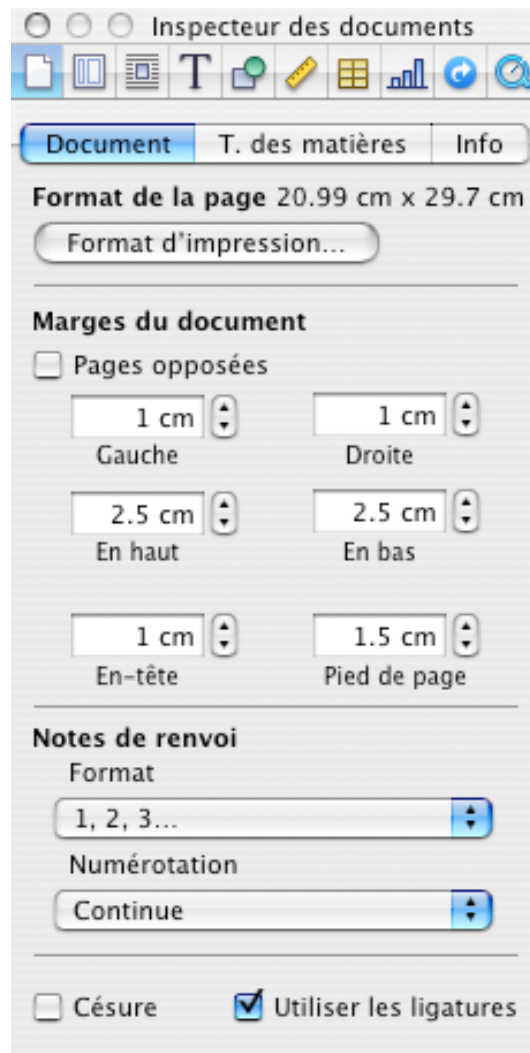 Inspecteur des documents
T
Document T. des matières Info
Format de la page 20.99 cm x 29.7 cm
Format d'impression...
Marges du document
Pages opposées
1 cm 1 cm
Gauche Droite
2.5 cm 2.5 cm
En haut En bas
1 cm 1.5 cm
En-tête Pied de page
Notes de renvoi
Format
1, 2, 3...
Numérotation
Continue
Césure Utiliser les ligatures